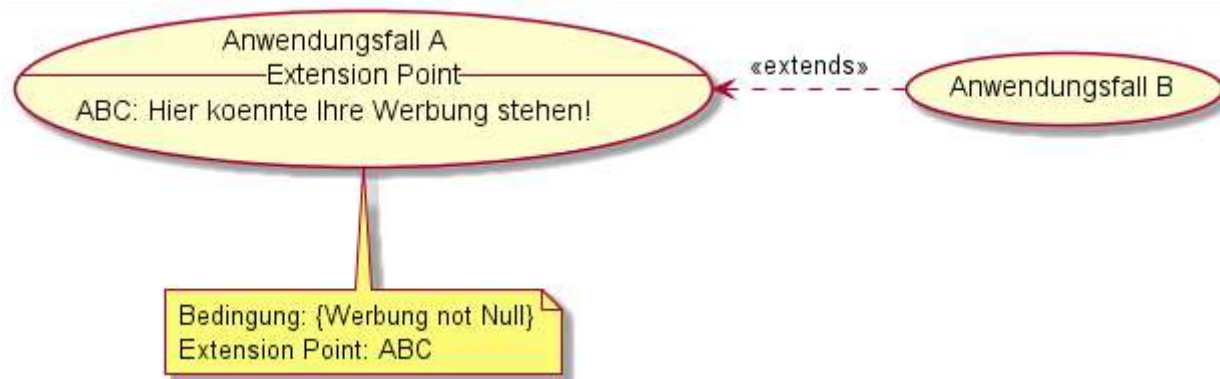 Anwendungsfall A
Extension Point
ABC: Hier koennte Ihre Werbung stehen!
«extends»
Anwendungsfall B
Bedingung: {Werbung not Null}
Extension Point: ABC